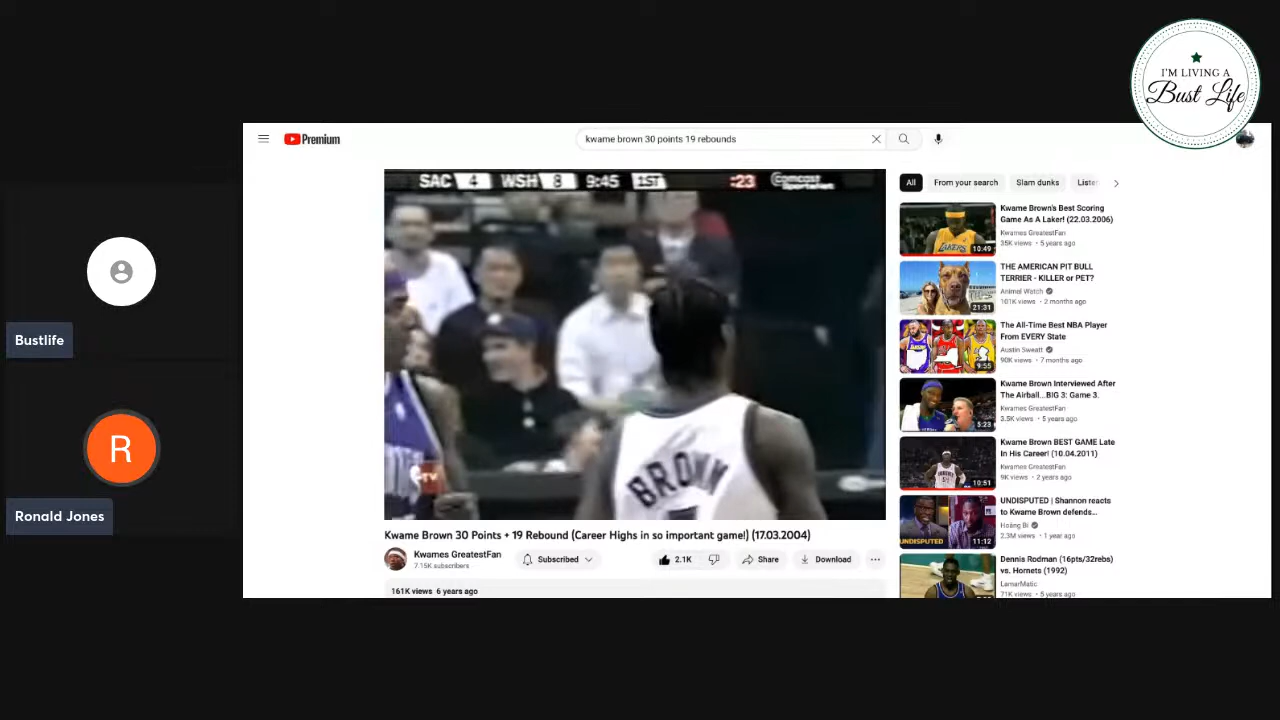 I'M LIVING A
Bust Life
Premium
kwame brown 30 points 19 rebounds
SAC 4 WSH 8 9:45 1ST :23 Comcast SportsNet
BROWN
All
From your search
Slam dunks
Kwame Brown's Best Scoring
Game As A Laker! (22.03.2006)
Kwames GreatestFan
35K views • 5 years ago
10:49
THE AMERICAN PIT BULL
TERRIER - KILLER or PET?
Animal Watch
101K views • 2 months ago
21:31
The All-Time Best NBA Player
From EVERY State
Austin Sweatt
90K views • 7 months ago
9:55
Kwame Brown Interviewed After
The Airball...BIG 3: Game 3.
Kwames GreatestFan
3.5K views • 5 years ago
5:23
Kwame Brown BEST GAME Late
In His Career! (10.04.2011)
Kwames GreatestFan
9K views • 2 years ago
10:51
UNDISPUTED | Shannon reacts
to Kwame Brown defends...
Hoàng Bi
2.3M views • 1 year ago
UNDISPUTED
11:12
Dennis Rodman (16pts/32rebs)
vs. Hornets (1992)
LamarMatic
71K views • 5 years ago
Kwame Brown 30 Points + 19 Rebound (Career Highs in so important game!) (17.03.2004)
Kwames GreatestFan
7.15K subscribers
Subscribed
2.1K
Share
Download
161K views 6 years ago
Bustlife
R
Ronald Jones